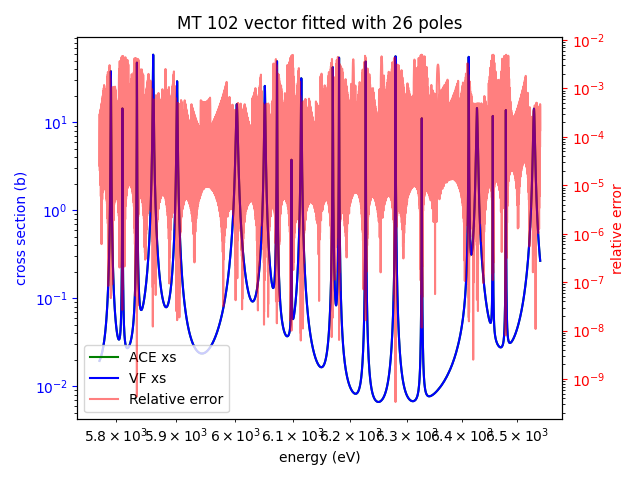 MT 102 vector fitted with 26 poles
cross section (b)
10¹
10⁰
10⁻¹
10⁻²
10⁻²
10⁻³
10⁻⁴
10⁻⁵
10⁻⁶
10⁻⁷
10⁻⁸
10⁻⁹
relative error
ACE xs
VF xs
Relative error
5.8 × 10³ 5.9 × 10³ 6 × 10³ 6.1 × 10³ 6.2 × 10³ 6.3 × 10³ 6.4 × 10³ 6.5 × 10³
energy (eV)